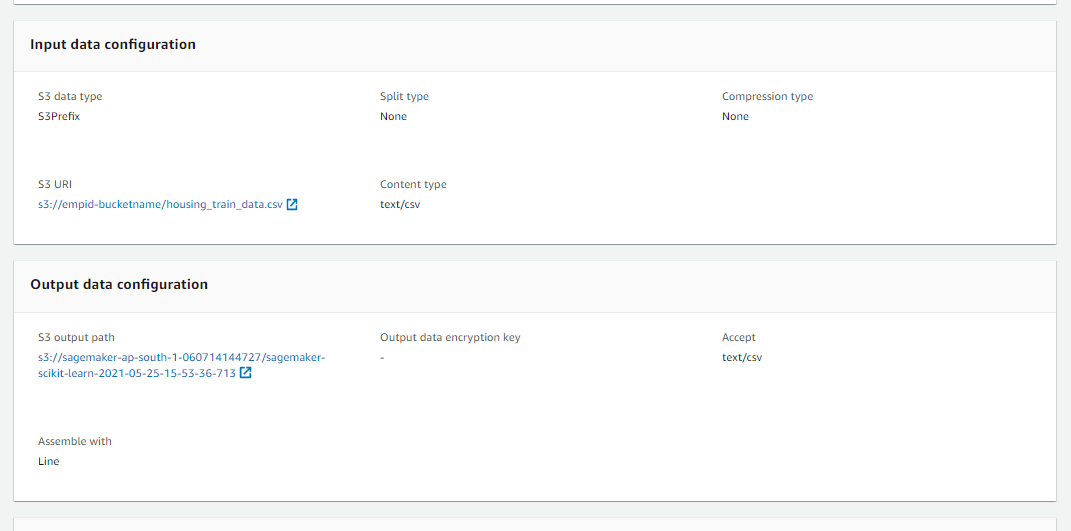 Input data configuration
S3 data type
Split type
Compression type
S3Prefix
None
None
S3 URI
Content type
s3://empid-bucketname/housing_train_data.csv
text/csv
Output data configuration
S3 output path
Output data encryption key
Accept
s3://sagemaker-ap-south-1-060714144727/sagemaker-
scikit-learn-2021-05-25-15-53-36-713
-
text/csv
Assemble with
Line